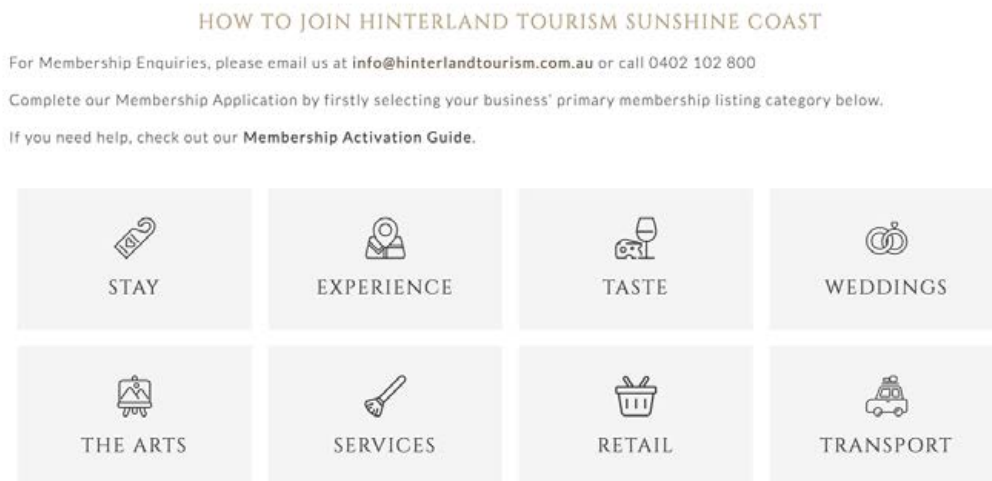 HOW TO JOIN HINTERLAND TOURISM SUNSHINE COAST
For Membership Enquiries, please email us at info@hinterlandtourism.com.au or call 0402 102 800
Complete our Membership Application by firstly selecting your business' primary membership listing category below.
If you need help, check out our Membership Activation Guide.
STAY
EXPERIENCE
TASTE
WEDDINGS
THE ARTS
SERVICES
RETAIL
TRANSPORT